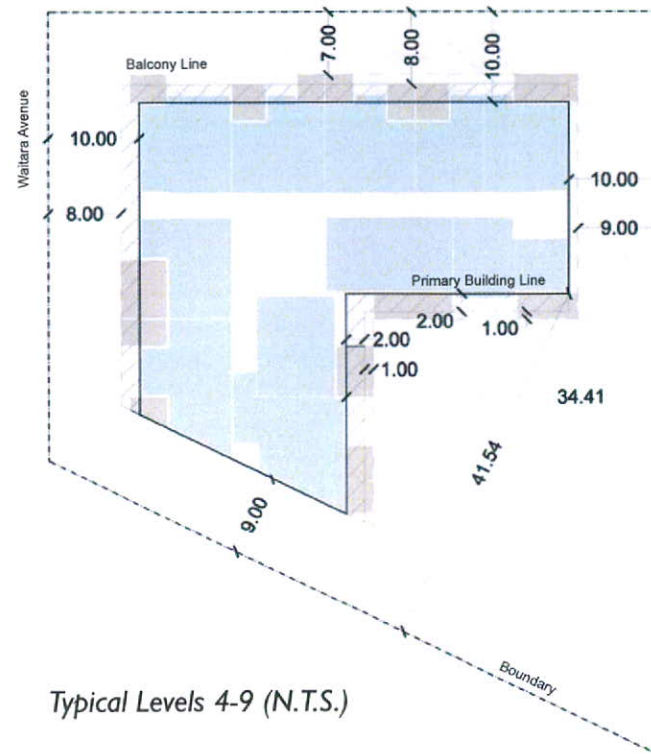 7.00
8.00
10.00
Balcony Line
Waitara Avenue
10.00
8.00
10.00
9.00
Primary Building Line
2.00
1.00
2.00
1.00
34.41
41.54
9.00
Boundary
Typical Levels 4-9 (N.T.S.)